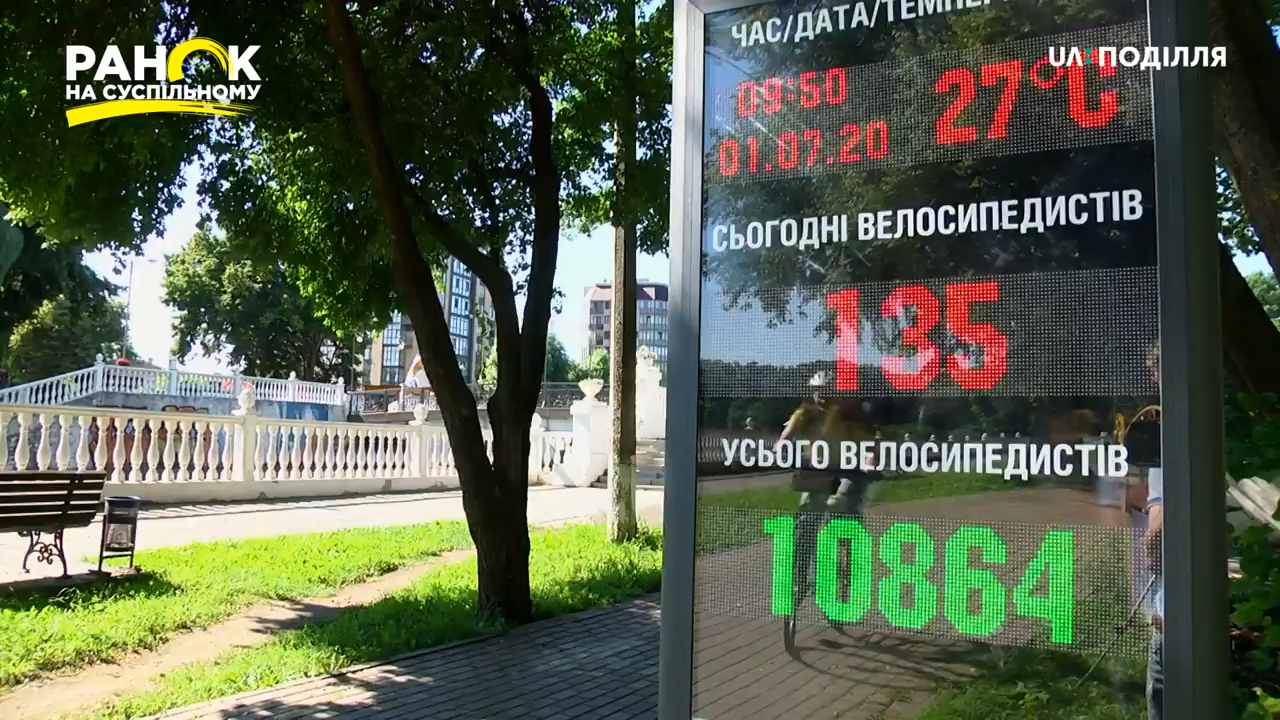 РАНОК
НА СУСПІЛЬНОМУ
UA: ПОДІЛЛЯ
ЧАС/ДАТА/
09:50
27°C
01.07.20
СЬОГОДНІ ВЕЛОСИПЕДИСТІВ
135
УСЬОГО ВЕЛОСИПЕДИСТІВ
10864